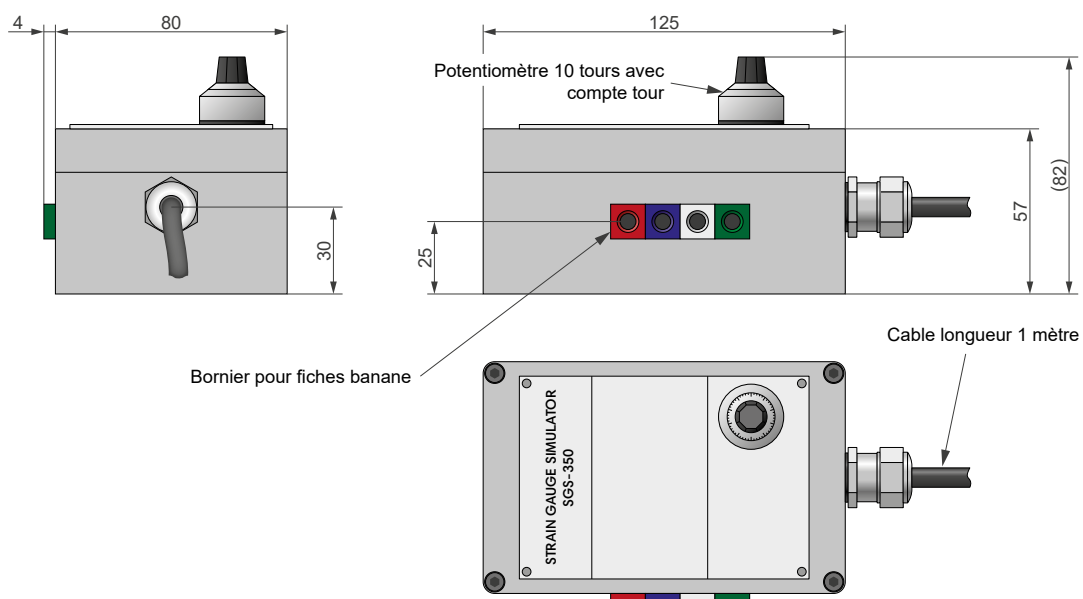 4
80
125
Potentiomètre 10 tours avec
compte tour
(82)
57
30
25
Cable longueur 1 mètre
Bornier pour fiches banane
STRAIN GAUGE SIMULATOR
SGS-350